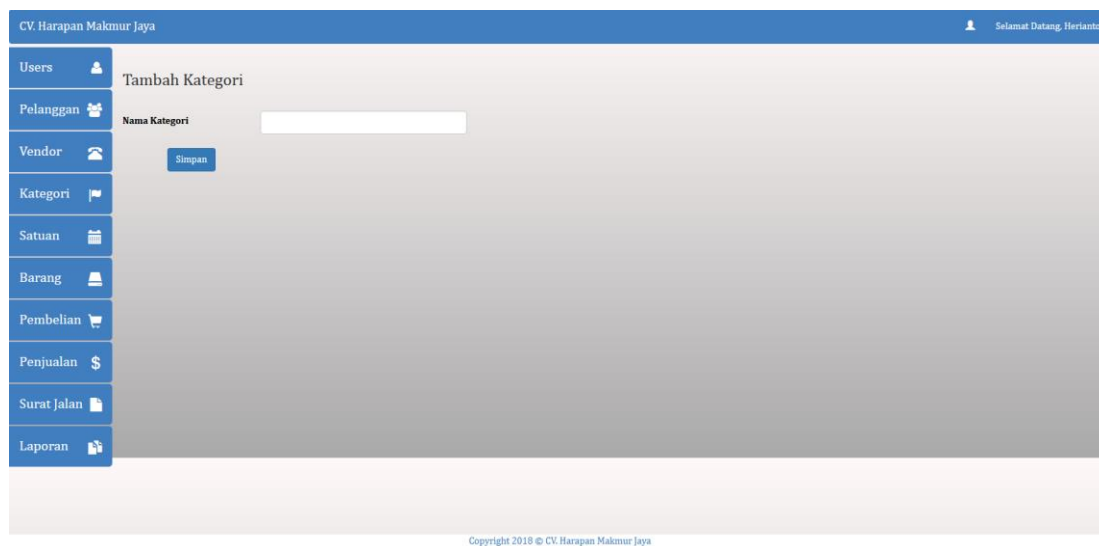 CV. Harapan Makmur Jaya
Selamat Datang, Herianto
Users
Pelanggan
Vendor
Kategori
Satuan
Barang
Pembelian
Penjualan
Surat Jalan
Laporan
Tambah Kategori
Nama Kategori
Simpan
Copyright 2018 © CV. Harapan Makmur Jaya